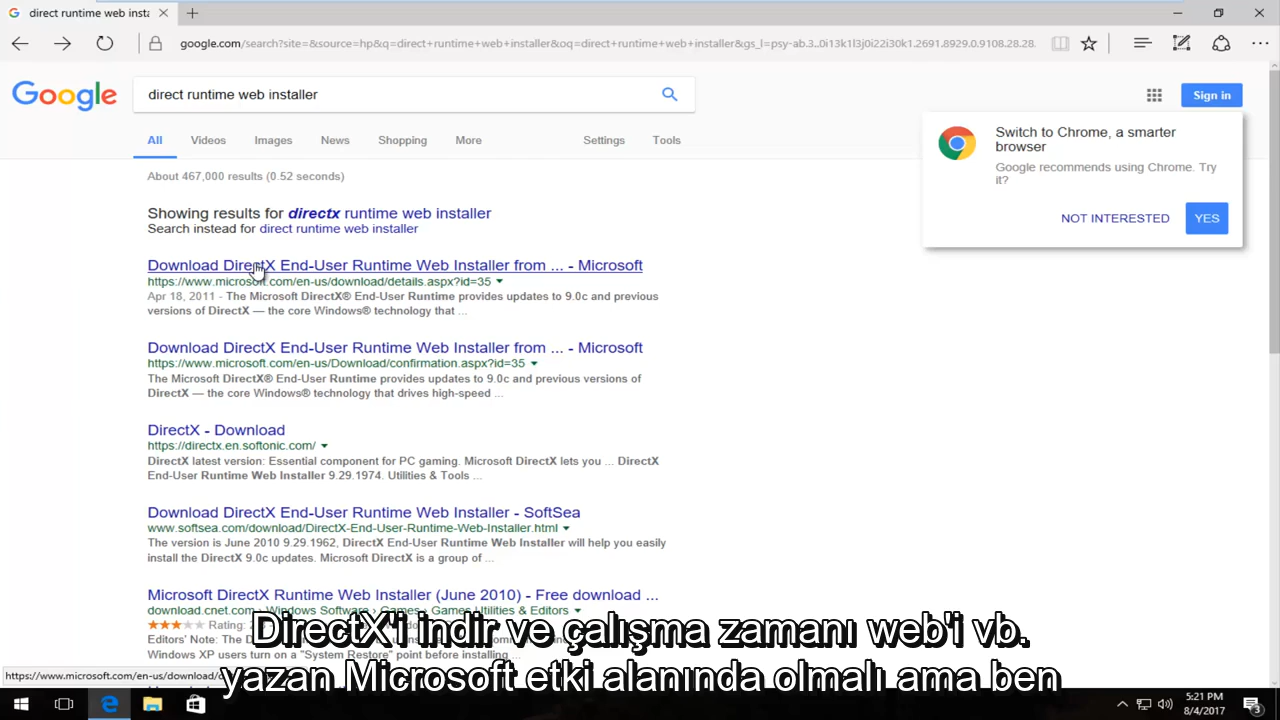 direct runtime web insta
google.com/search?site=&source=hp&q=direct+runtime+web+installer&oq=direct+runtime+web+installer&gs_l=psy-ab.3..0i13k1l3j0i22i30k1.2691.8929.0.9108.28.28.
Google
direct runtime web installer
Sign in
All Videos Images News Shopping More Settings Tools
Switch to Chrome, a smarter
browser
Google recommends using Chrome. Try
it?
NOT INTERESTED YES
About 467,000 results (0.52 seconds)
Showing results for directx runtime web installer
Search instead for direct runtime web installer
Download DirectX End-User Runtime Web Installer from ... - Microsoft
https://www.microsoft.com/en-us/download/details.aspx?id=35
Apr 18, 2011 - The Microsoft DirectX® End-User Runtime provides updates to 9.0c and previous
versions of DirectX — the core Windows® technology that ...
Download DirectX End-User Runtime Web Installer from ... - Microsoft
https://www.microsoft.com/en-us/Download/confirmation.aspx?id=35
The Microsoft DirectX® End-User Runtime provides updates to 9.0c and previous versions of
DirectX — the core Windows® technology that drives high-speed ...
DirectX - Download
https://directx.en.softonic.com/
DirectX latest version: Essential component for PC gaming. Microsoft DirectX lets you ... DirectX
End-User Runtime Web Installer 9.29.1974. Utilities & Tools ...
Download DirectX End-User Runtime Web Installer - SoftSea
www.softsea.com/download/DirectX-End-User-Runtime-Web-Installer.html
The version is June 2010 9.29.1962, DirectX End-User Runtime Web Installer will help you easily
install the DirectX 9.0c updates. Microsoft DirectX is a group of ...
Microsoft DirectX Runtime Web Installer (June 2010) - Free download ...
download.cnet.com › Windows Software › Games › Games Utilities & Editors
Rating:
Editors' Note: The
Windows XP users turn on a "System Restore" point before installing ...
DirectX'i indir ve çalışma zamanı web'i vb.
yazan Microsoft etki alanında olmalı ama ben
https://www.microsoft.com/en-us/download/
5:21 PM
8/4/2017
3